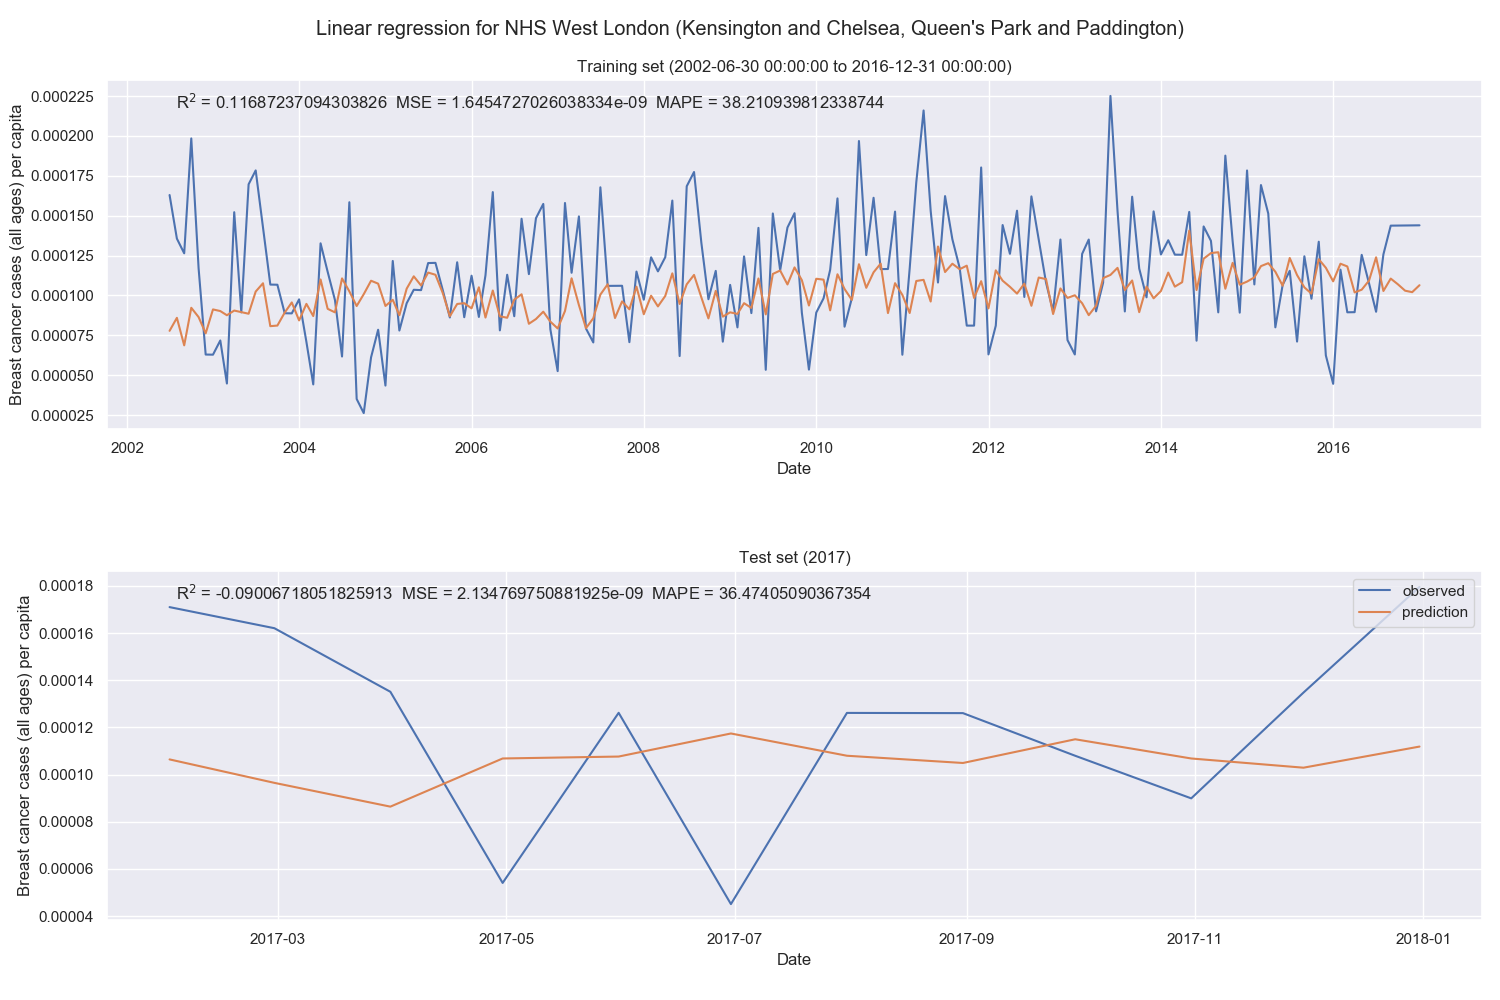 Linear regression for NHS West London (Kensington and Chelsea, Queen's Park and Paddington)
Training set (2002-06-30 00:00:00 to 2016-12-31 00:00:00)
R² = 0.11687237094303826 MSE = 1.6454727026038334e-09 MAPE = 38.210939812338744
Breast cancer cases (all ages) per capita
0.000225
0.000200
0.000175
0.000150
0.000125
0.000100
0.000075
0.000050
0.000025
2002 2004 2006 2008 2010 2012 2014 2016
Date
Test set (2017)
R² = -0.09006718051825913 MSE = 2.134769750881925e-09 MAPE = 36.47405090367354
observed
prediction
Breast cancer cases (all ages) per capita
0.00018
0.00016
0.00014
0.00012
0.00010
0.00008
0.00006
0.00004
2017-03 2017-05 2017-07 2017-09 2017-11 2018-01
Date